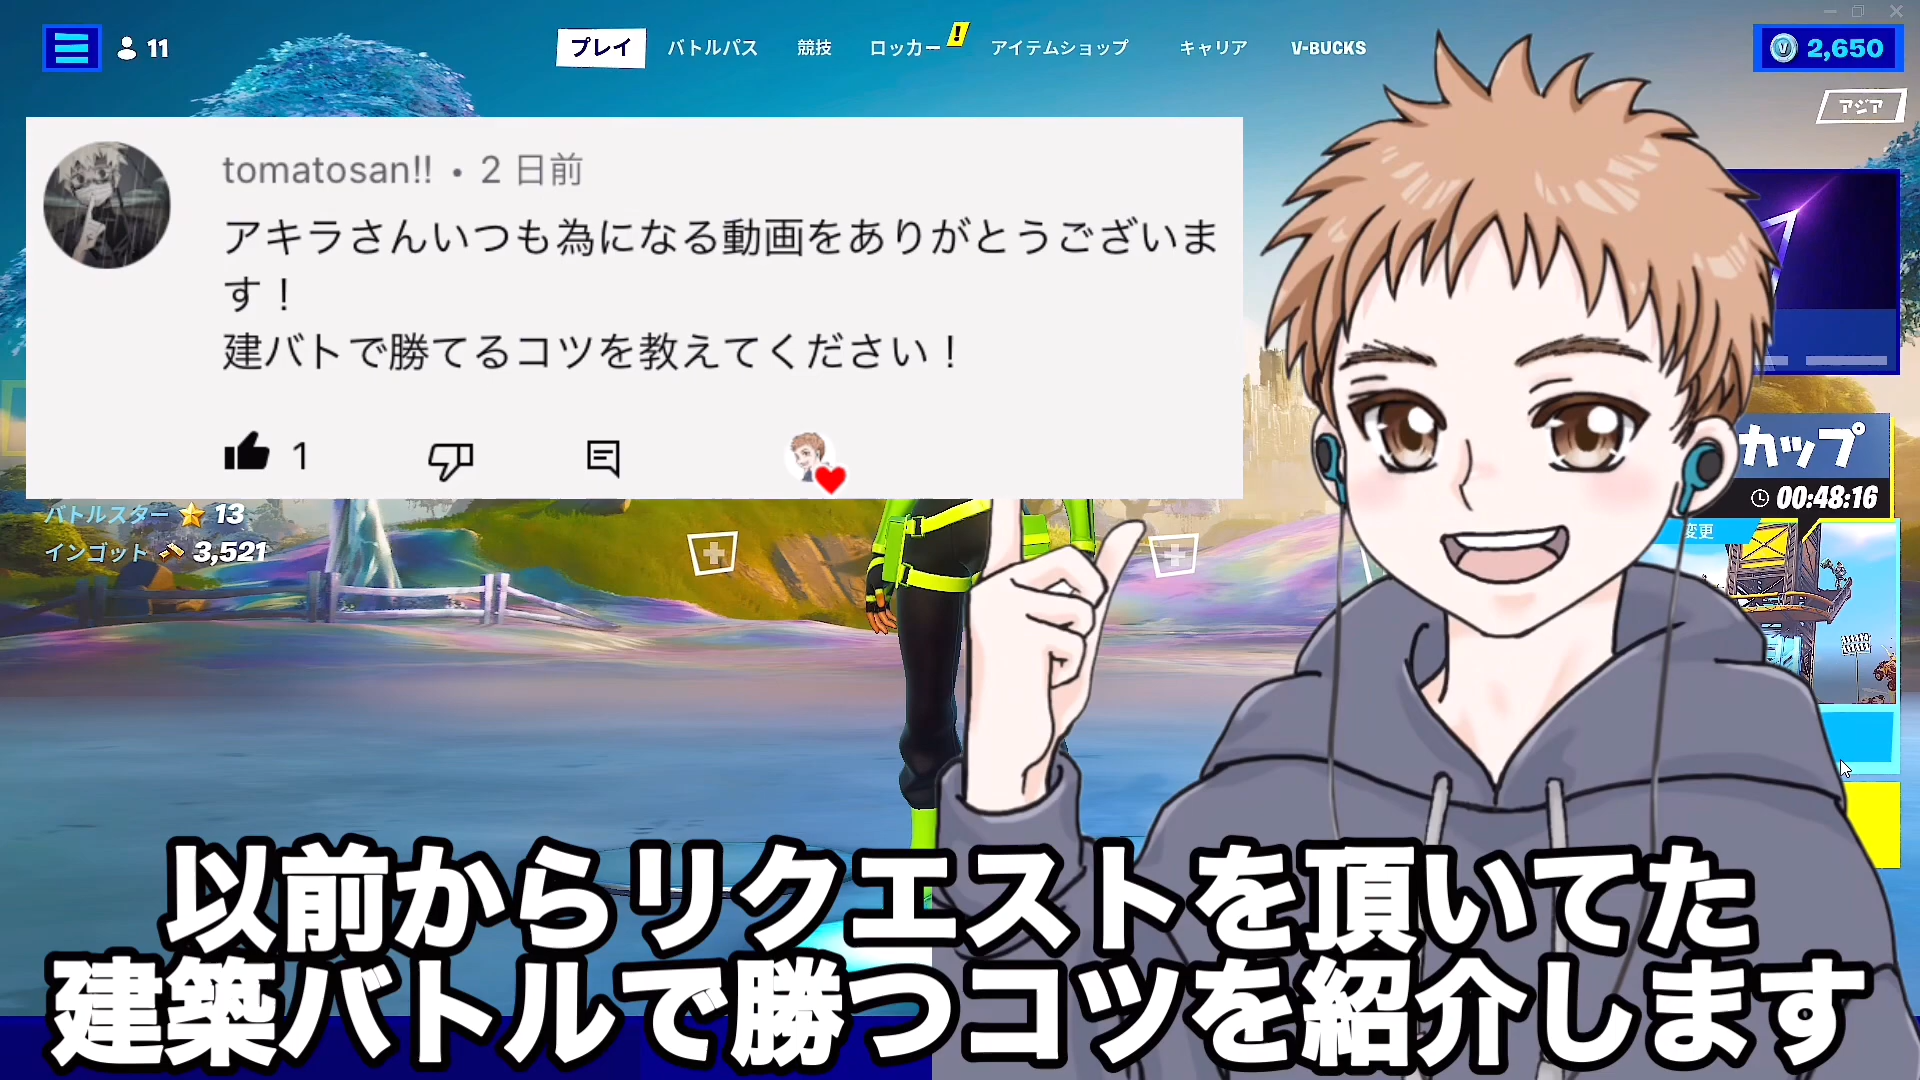 11
プレイ
バトルパス
競技
ロッカー
!
アイテムショップ
キャリア
V-BUCKS
2,650
アジア
tomatosan!! • 2 日前
アキラさんいつも為になる動画をありがとうございま
す！
建バトで勝てるコツを教えてください！
1
カップ
00:48:16
変更
バトルスター 13
インゴット 3,521
以前からリクエストを頂いてた
建築バトルで勝つコツを紹介します